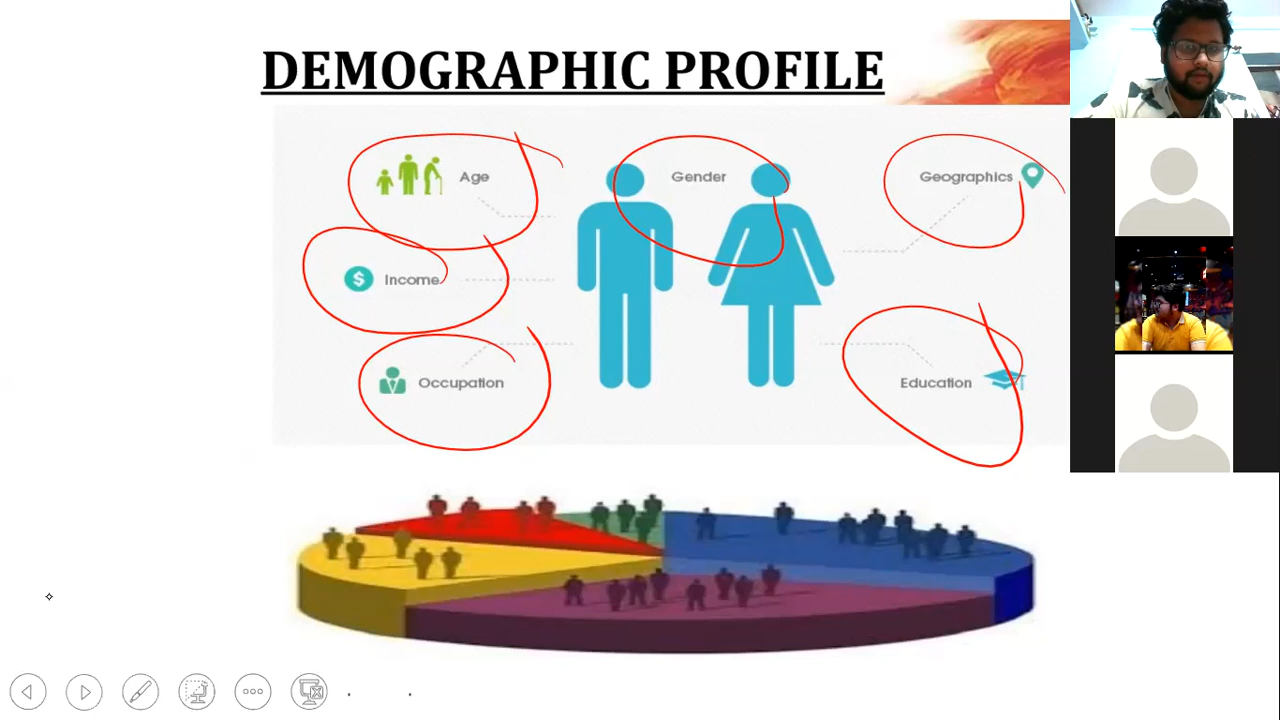 DEMOGRAPHIC PROFILE
Age
Gender
Geographics
$
Income
Occupation
Education